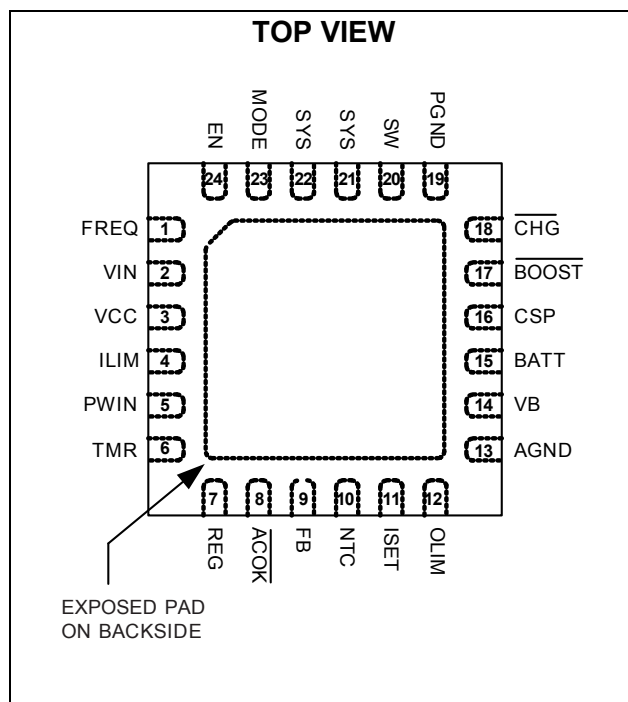 TOP VIEW
EN MODE SYS SYS SW PGND
24 23 22 21 20 19
FREQ 1
VIN 2
VCC 3
ILIM 4
PWIN 5
TMR 6
18 CHG
17 BOOST
16 CSP
15 BATT
14 VB
13 AGND
7 8 9 10 11 12
REG ACOK FB NTC ISET OLIM
EXPOSED PAD
ON BACKSIDE